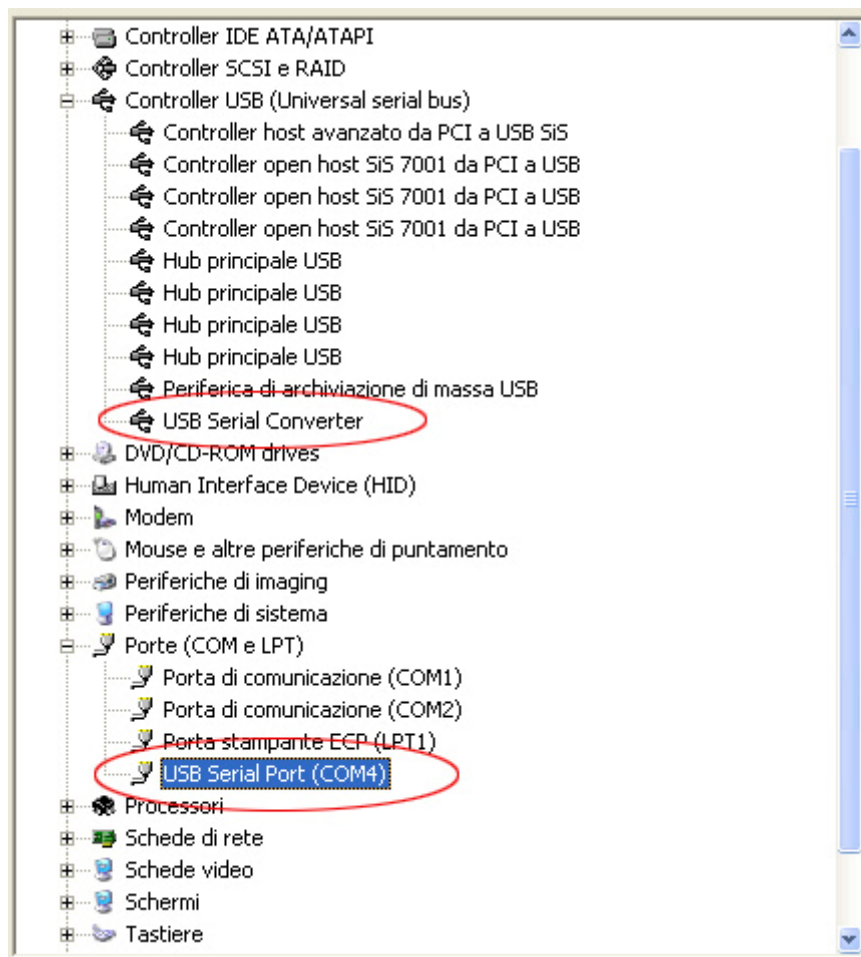 Controller IDE ATA/ATAPI
Controller SCSI e RAID
Controller USB (Universal serial bus)
Controller host avanzato da PCI a USB SiS
Controller open host SiS 7001 da PCI a USB
Controller open host SiS 7001 da PCI a USB
Controller open host SiS 7001 da PCI a USB
Hub principale USB
Hub principale USB
Hub principale USB
Hub principale USB
Periferica di archiviazione di massa USB
USB Serial Converter
DVD/CD-ROM drives
Human Interface Device (HID)
Modem
Mouse e altre periferiche di puntamento
Periferiche di imaging
Periferiche di sistema
Porte (COM e LPT)
Porta di comunicazione (COM1)
Porta di comunicazione (COM2)
Porta stampante ECP (LPT1)
USB Serial Port (COM4)
Processori
Schede di rete
Schede video
Schermi
Tastiere